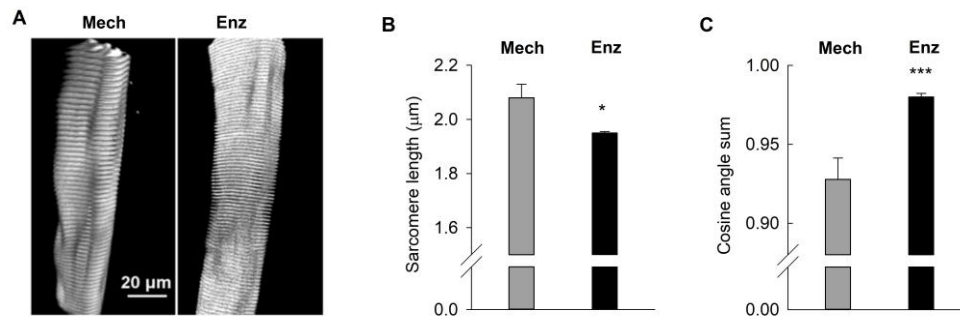 A
Mech Enz
20 µm
B
Mech Enz
Sarcomere length (µm)
2.2
2.0
1.8
1.6
0.0
*
C
Mech Enz
Cosine angle sum
1.00
0.95
0.90
0.00
***